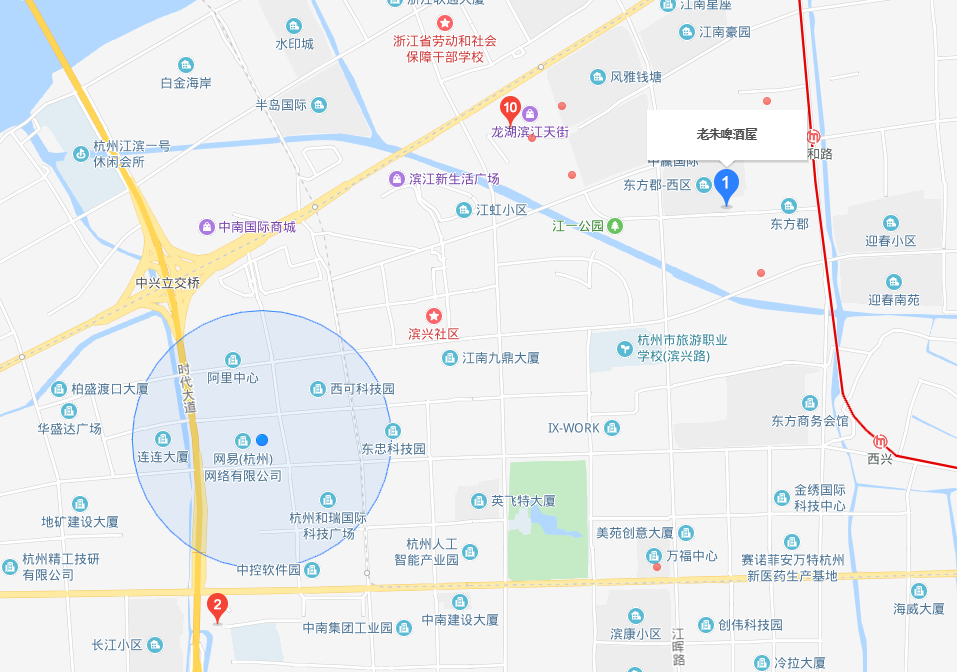 浙江联通大厦
江南星座
水印城
浙江省劳动和社会
保障干部学校
江南豪园
白金海岸
风雅钱塘
半岛国际
10
龙湖滨江天街
老朱啤酒屋
杭州江滨一号
休闲会所
中赢国际
和路
滨江新生活广场
东方郡-西区
1
江虹小区
东方郡
中南国际商城
江一公园
迎春小区
中兴立交桥
迎春南苑
滨兴社区
杭州市旅游职业
学校(滨兴路)
江南九鼎大厦
阿里中心
时代大道
柏盛渡口大厦
西可科技园
华盛达广场
东方商务会馆
IX-WORK
连连大厦
网易(杭州)
网络有限公司
东忠科技园
西兴
英飞特大厦
金绣国际
科技中心
地矿建设大厦
杭州和瑞国际
科技广场
美苑创意大厦
杭州人工
智能产业园
万福中心
杭州精工技研
有限公司
中控软件园
赛诺菲安万特杭州
新医药生产基地
2
中南建设大厦
海威大厦
长江小区
中南集团工业园
滨康小区
江晖路
创伟科技园
冷拉大厦